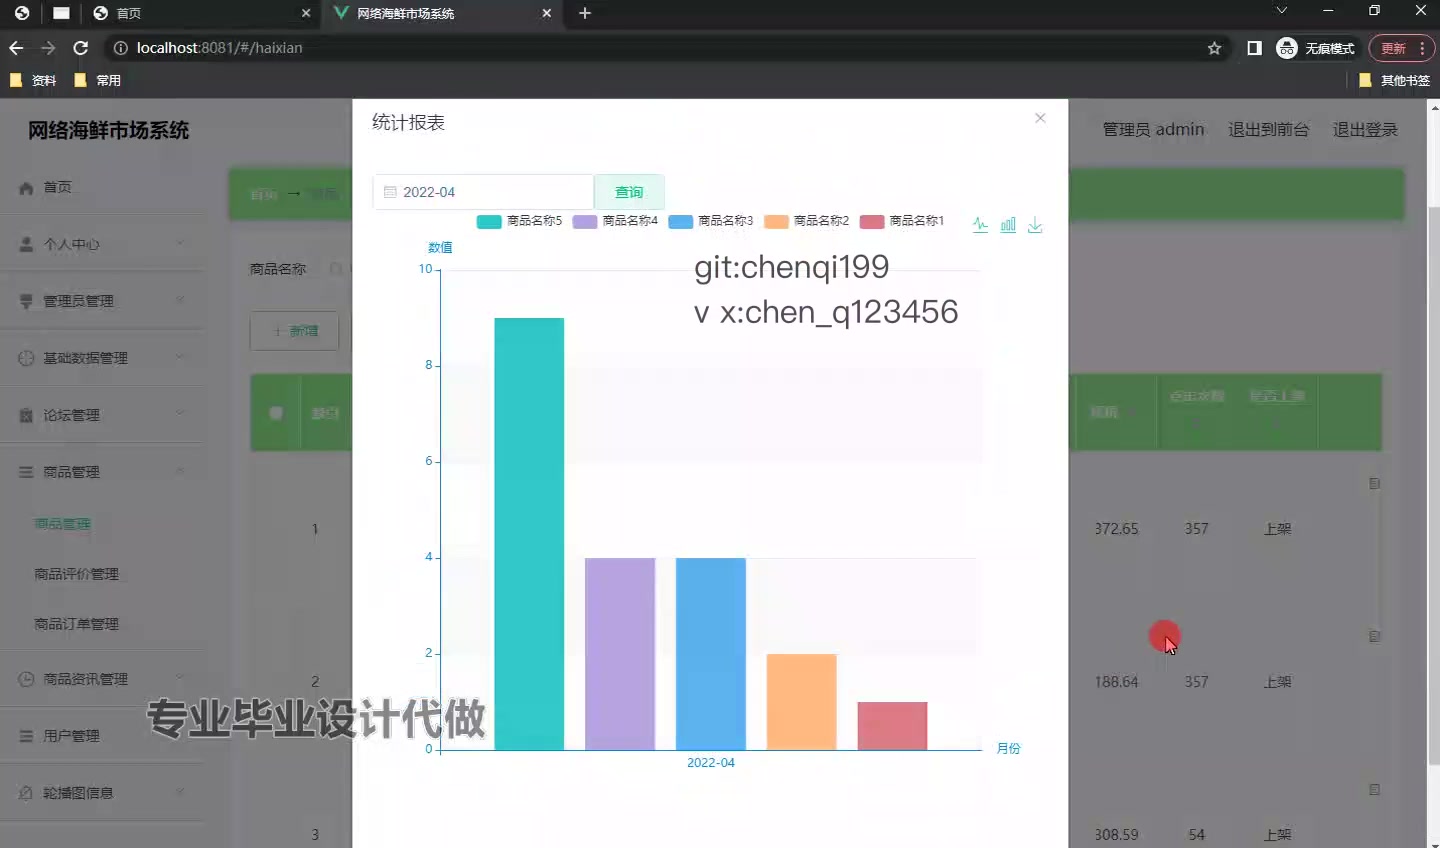 首页
网络海鲜市场系统
localhost:8081/#/haixian
无痕模式
更新
资料
常用
其他书签
网络海鲜市场系统
管理员 admin
退出到前台
退出登录
首页
个人中心
管理员管理
基础数据管理
论坛管理
商品管理
商品管理
商品评价管理
商品订单管理
商品资讯管理
用户管理
轮播图信息
首页
商品名称
+ 新增
统计报表
2022-04
查询
商品名称5
商品名称4
商品名称3
商品名称2
商品名称1
数值
10
8
6
4
2
0
2022-04
月份
git:chenqi199
v x:chen_q123456
点击次数
是否上架
1
372.65
357
上架
2
188.64
357
上架
3
308.59
54
上架
专业毕业设计代做